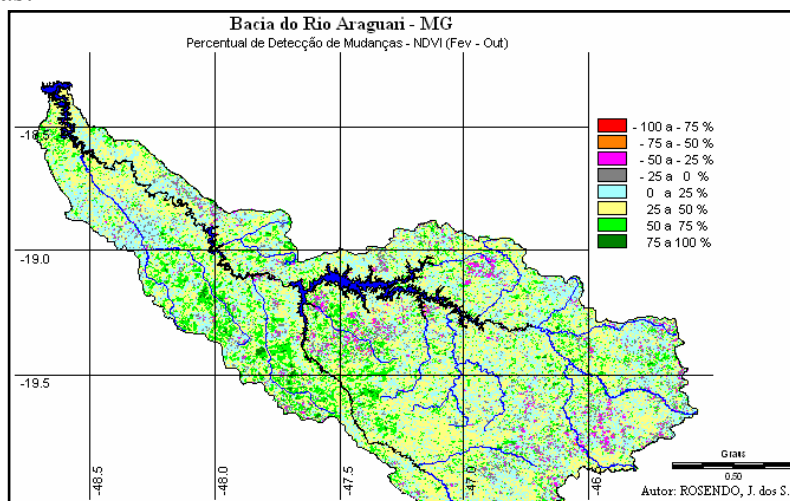 Bacia do Rio Araguari - MG
Percentual de Detecção de Mudanças - NDVI (Fev - Out)
- 100 a - 75 %
- 75 a - 50 %
- 50 a - 25 %
- 25 a 0 %
0 a 25 %
25 a 50 %
50 a 75 %
75 a 100 %
-18.5
-19.0
-19.5
-48.5
-48.0
-47.5
-47.0
Graus
0.50
Autor: ROSENDO, J. dos S.